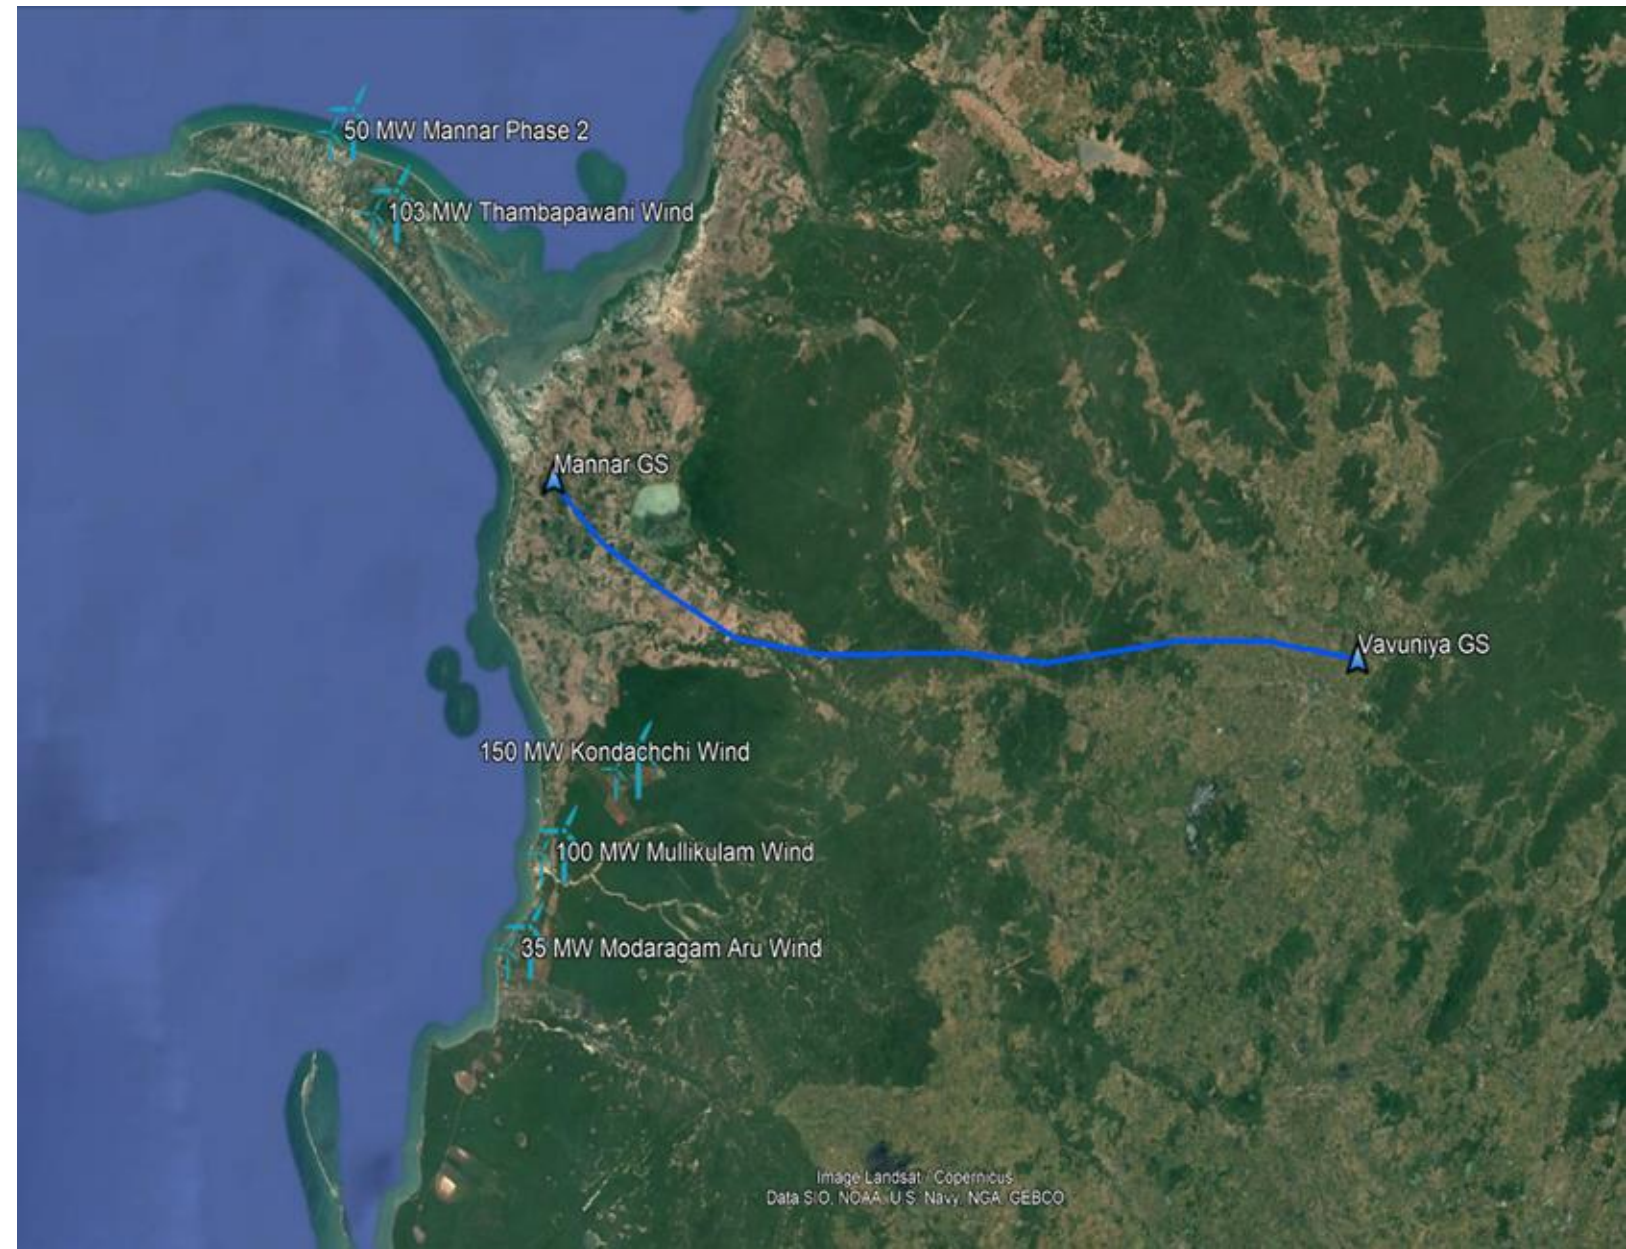 50 MW Mannar Phase 2
103 MW Thambapawani Wind
Mannar GS
Vavuniya GS
150 MW Kondachchi Wind
100 MW Mullikulam Wind
35 MW Modaragam Aru Wind
Image Landsat / Copernicus
Data SIO, NOAA, U.S. Navy, NGA, GEBCO